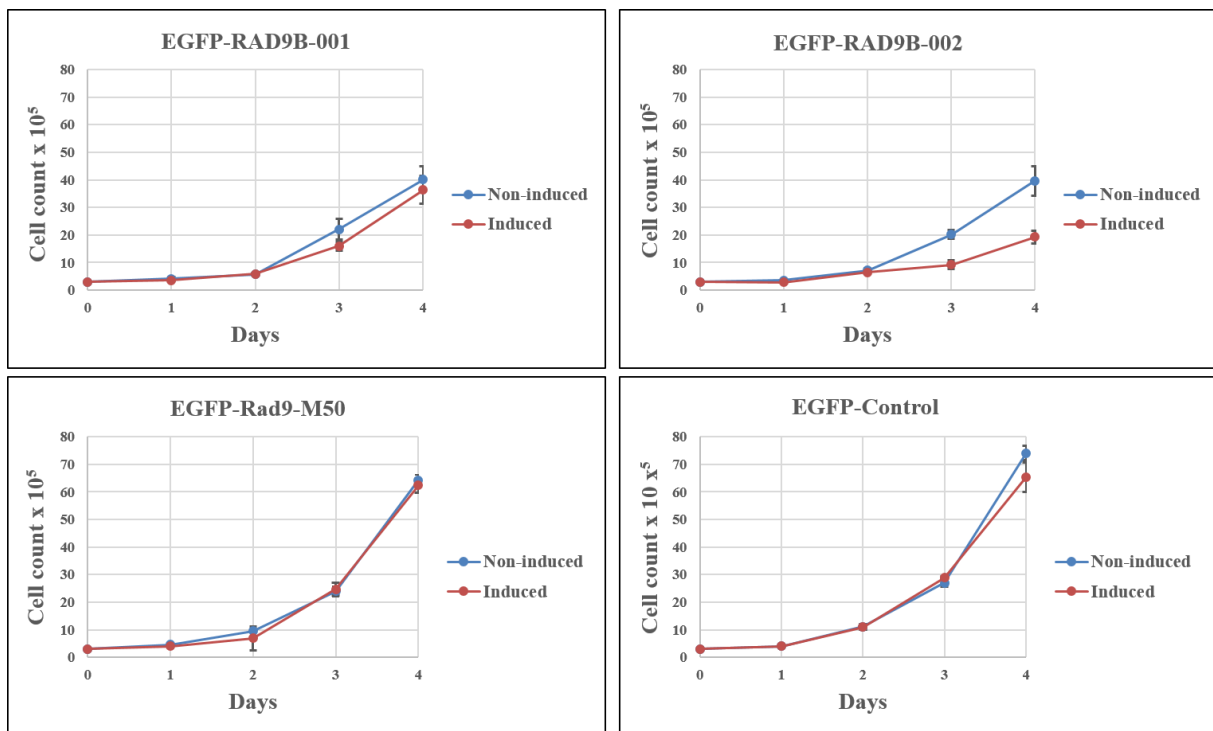 EGFP-RAD9B-001
Cell count x 10⁵
80
70
60
50
40
30
20
10
0
0 1 2 3 4
Days
Non-induced
Induced
EGFP-RAD9B-002
Cell count x 10⁵
80
70
60
50
40
30
20
10
0
0 1 2 3 4
Days
Non-induced
Induced
EGFP-Rad9-M50
Cell count x 10⁵
80
70
60
50
40
30
20
10
0
0 1 2 3 4
Days
Non-induced
Induced
EGFP-Control
Cell count x 10 x⁵
80
70
60
50
40
30
20
10
0
0 1 2 3 4
Days
Non-induced
Induced